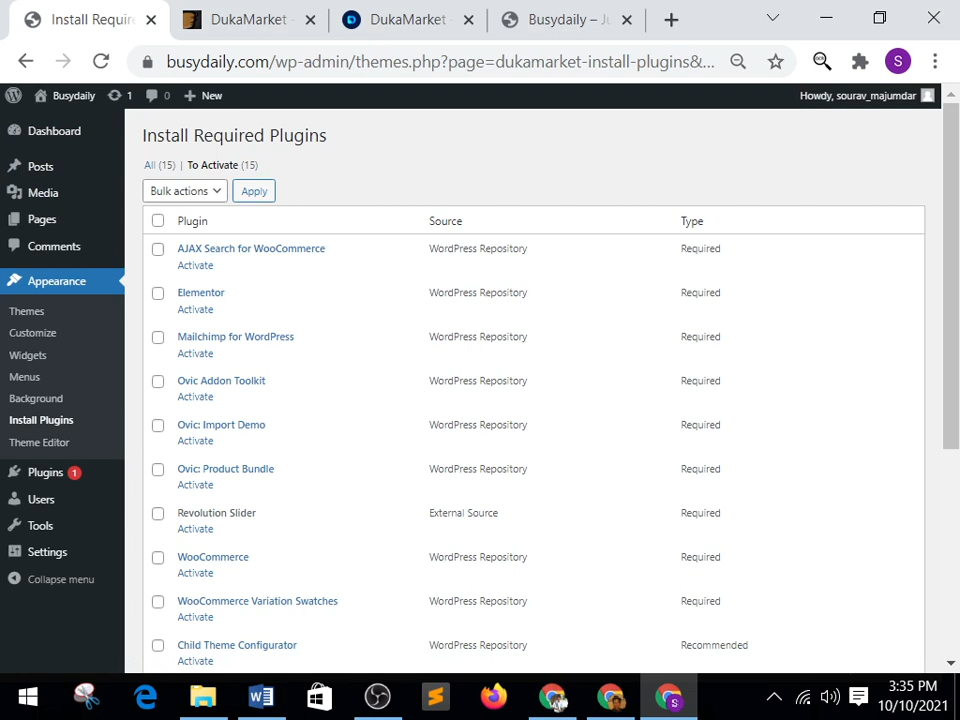 Install Require
DukaMarket
DukaMarket –
Busydaily – Ju
busydaily.com/wp-admin/themes.php?page=dukamarket-install-plugins&...
Busydaily 1 0 New
Howdy, sourav_majumdar
S
Dashboard
Posts
Media
Pages
Comments
Appearance
Themes
Customize
Widgets
Menus
Background
Install Plugins
Theme Editor
Plugins 1
Users
Tools
Settings
Collapse menu
Install Required Plugins
All (15) | To Activate (15)
Bulk actions Apply
Plugin Source Type
AJAX Search for WooCommerce WordPress Repository Required
Activate
Elementor WordPress Repository Required
Activate
Mailchimp for WordPress WordPress Repository Required
Activate
Ovic Addon Toolkit WordPress Repository Required
Activate
Ovic: Import Demo WordPress Repository Required
Activate
Ovic: Product Bundle WordPress Repository Required
Activate
Revolution Slider External Source Required
Activate
WooCommerce WordPress Repository Required
Activate
WooCommerce Variation Swatches WordPress Repository Required
Activate
Child Theme Configurator WordPress Repository Recommended
Activate
3:35 PM
10/10/2021